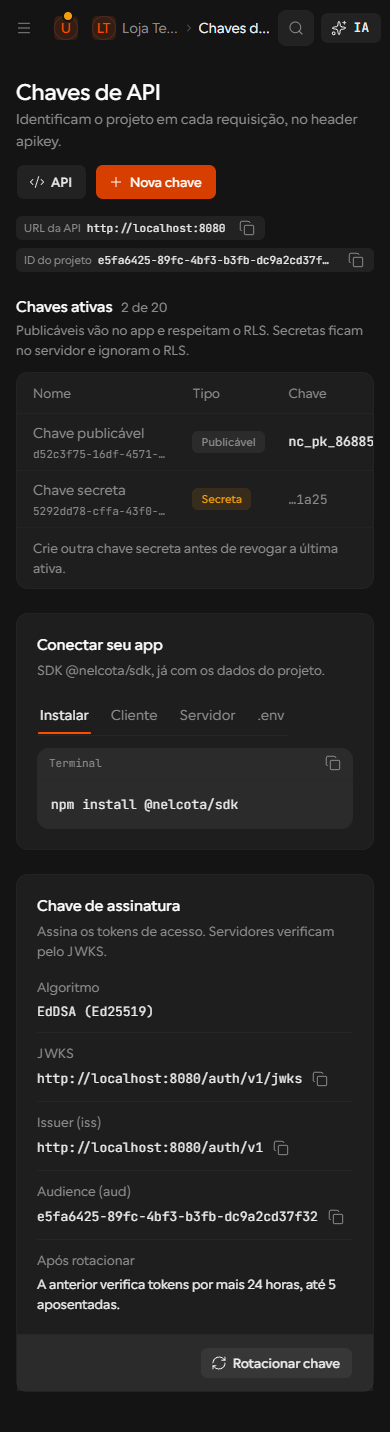 U LT Loja Te... > Chaves d... IA
Chaves de API
Identificam o projeto em cada requisição, no header
apikey.
API
Nova chave
URL da API http://localhost:8080
ID do projeto e5fa6425-89fc-4bf3-b3fb-dc9a2cd37f…
Chaves ativas 2 de 20
Publicáveis vão no app e respeitam o RLS. Secretas ficam
no servidor e ignoram o RLS.
Nome Tipo Chave
Chave publicável Publicável nc_pk_86885
d52c3f75-16df-4571-…
Chave secreta Secreta …1a25
5292dd78-cffa-43f0-…
Crie outra chave secreta antes de revogar a última
ativa.
Conectar seu app
SDK @nelcota/sdk, já com os dados do projeto.
Instalar Cliente Servidor .env
Terminal
npm install @nelcota/sdk
Chave de assinatura
Assina os tokens de acesso. Servidores verificam
pelo JWKS.
Algoritmo
EdDSA (Ed25519)
JWKS
http://localhost:8080/auth/v1/jwks
Issuer (iss)
http://localhost:8080/auth/v1
Audience (aud)
e5fa6425-89fc-4bf3-b3fb-dc9a2cd37f32
Após rotacionar
A anterior verifica tokens por mais 24 horas, até 5
aposentadas.
Rotacionar chave